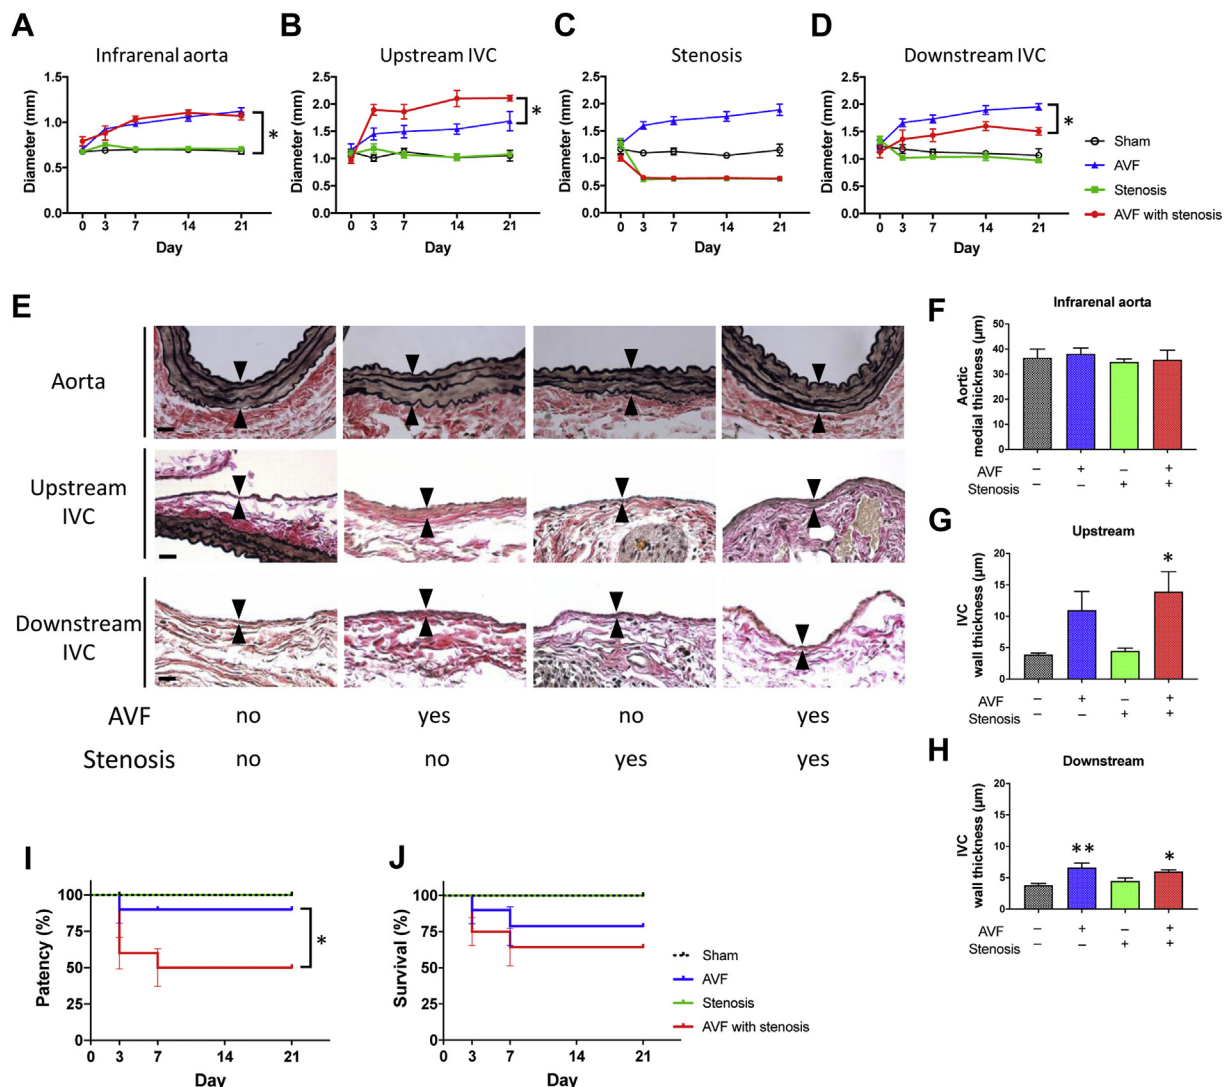 A
Infrarenal aorta
Diameter (mm)
2.5
2.0
1.5
1.0
0.5
0.0
0 3 7 14 21
Day
*
B
Upstream IVC
Diameter (mm)
2.5
2.0
1.5
1.0
0.5
0.0
0 3 7 14 21
Day
*
C
Stenosis
Diameter (mm)
2.5
2.0
1.5
1.0
0.5
0.0
0 3 7 14 21
Day
D
Downstream IVC
Diameter (mm)
2.5
2.0
1.5
1.0
0.5
0.0
0 3 7 14 21
Day
*
Sham
AVF
Stenosis
AVF with stenosis
E
Aorta
Upstream
IVC
Downstream
IVC
AVF no yes no yes
Stenosis no no yes yes
F
Infrarenal aorta
Aortic
medial thickness (μm)
50
40
30
20
10
0
AVF − + − +
Stenosis − − + +
G
Upstream
IVC
wall thickness (μm)
20
15
10
5
0
*
AVF − + − +
Stenosis − − + +
H
Downstream
IVC
wall thickness (μm)
20
15
10
5
0
** *
AVF − + − +
Stenosis − − + +
I
Patency (%)
100
75
50
25
0
0 3 7 14 21
Day
*
J
Survival (%)
100
75
50
25
0
0 3 7 14 21
Day
Sham
AVF
Stenosis
AVF with stenosis